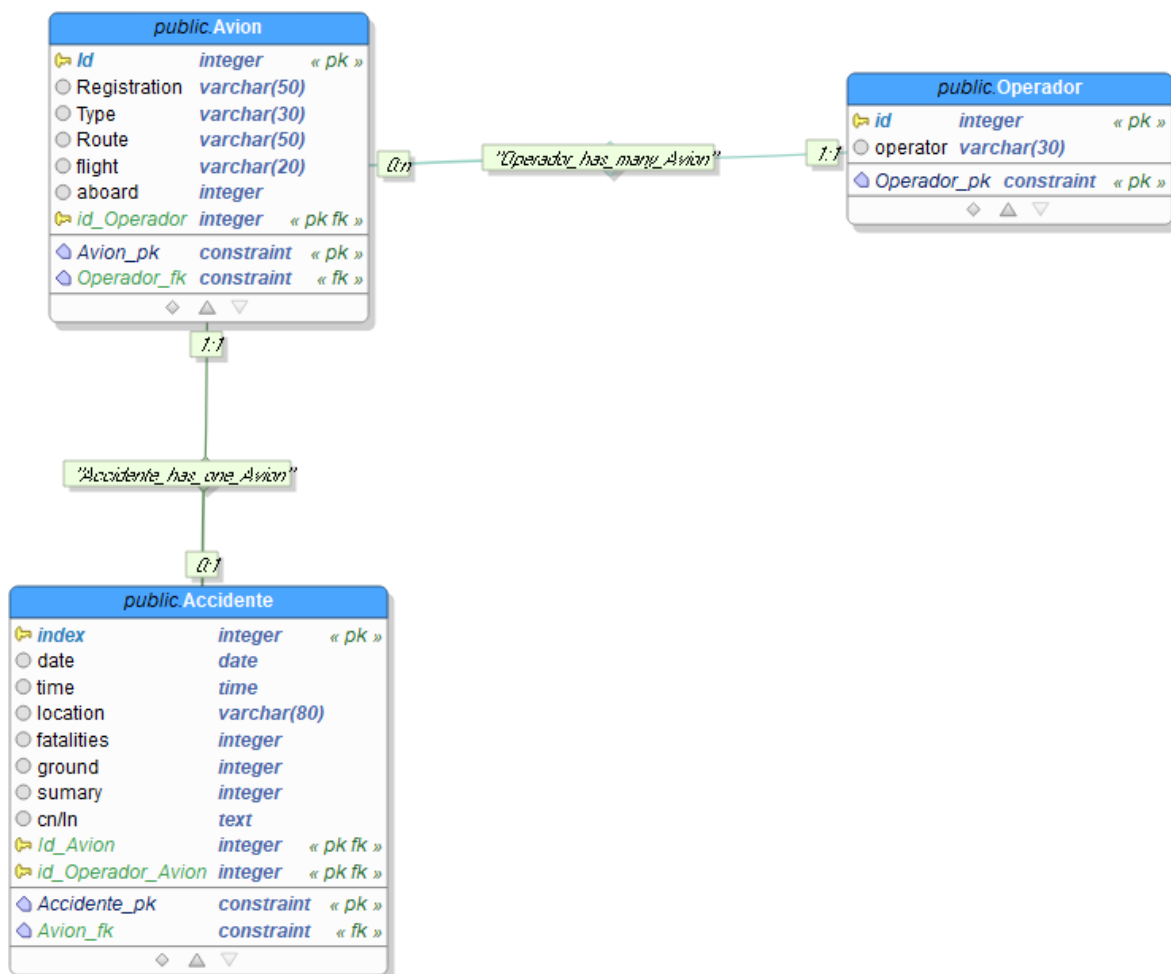 public.Avion
Id integer « pk »
Registration varchar(50)
Type varchar(30)
Route varchar(50)
flight varchar(20)
aboard integer
id_Operador integer « pk fk »
Avion_pk constraint « pk »
Operador_fk constraint « fk »
0:n
"Operador_has_many_Avion"
1:1
public.Operador
id integer « pk »
operator varchar(30)
Operador_pk constraint « pk »
1:1
"Accidente_has_one_Avion"
0:1
public.Accidente
index integer « pk »
date date
time time
location varchar(80)
fatalities integer
ground integer
sumary integer
cn/ln text
Id_Avion integer « pk fk »
id_Operador_Avion integer « pk fk »
Accidente_pk constraint « pk »
Avion_fk constraint « fk »